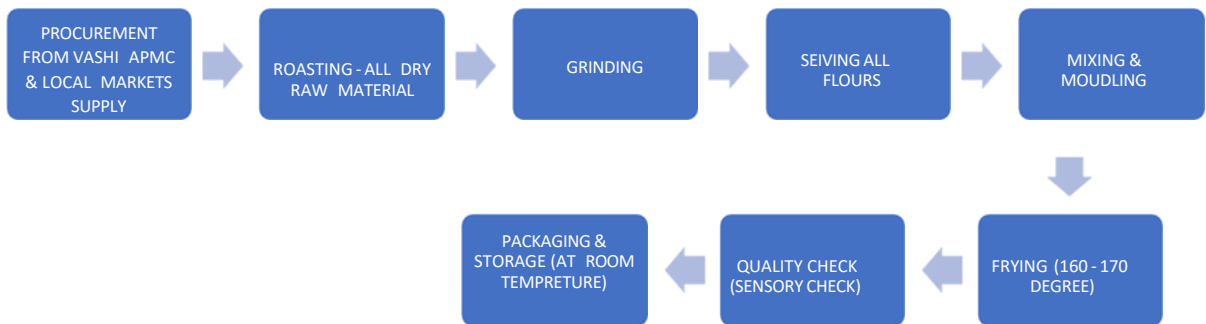 PROCUREMENT
FROM VASHI APMC
& LOCAL MARKETS
SUPPLY
ROASTING - ALL DRY
RAW MATERIAL
GRINDING
SEIVING ALL
FLOURS
MIXING &
MOUDLING
FRYING (160 - 170
DEGREE)
QUALITY CHECK
(SENSORY CHECK)
PACKAGING &
STORAGE (AT ROOM
TEMPRETURE)